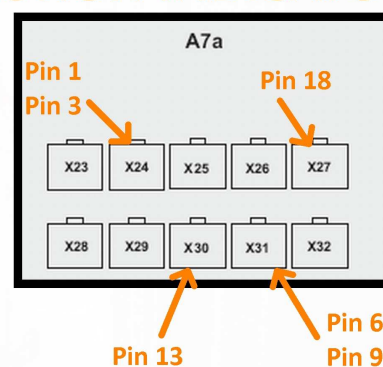 A7a
Pin 1
Pin 3
Pin 18
X23 X24 X25 X26 X27
X28 X29 X30 X31 X32
Pin 13
Pin 6
Pin 9